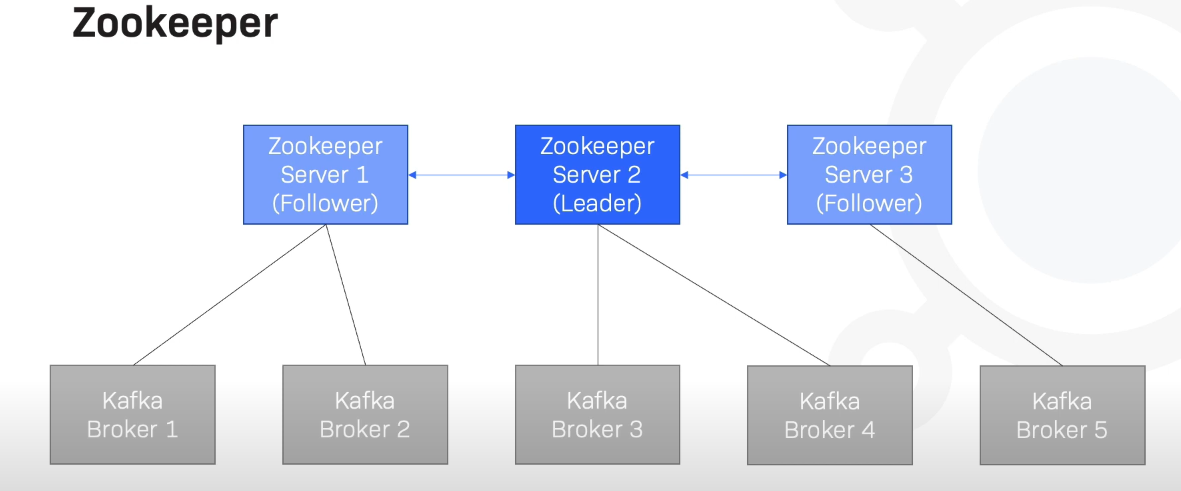 Zookeeper
Zookeeper
Server 1
(Follower)
Zookeeper
Server 2
(Leader)
Zookeeper
Server 3
(Follower)
Kafka
Broker 1
Kafka
Broker 2
Kafka
Broker 3
Kafka
Broker 4
Kafka
Broker 5